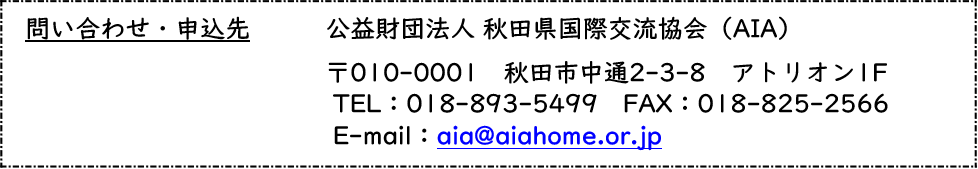 問い合わせ・申込先　　　公益財団法人 秋田県国際交流協会（AIA）
〒010-0001　秋田市中通2-3-8　アトリオン1F
TEL：018-893-5499　FAX：018-825-2566
E-mail：aia@aiahome.or.jp